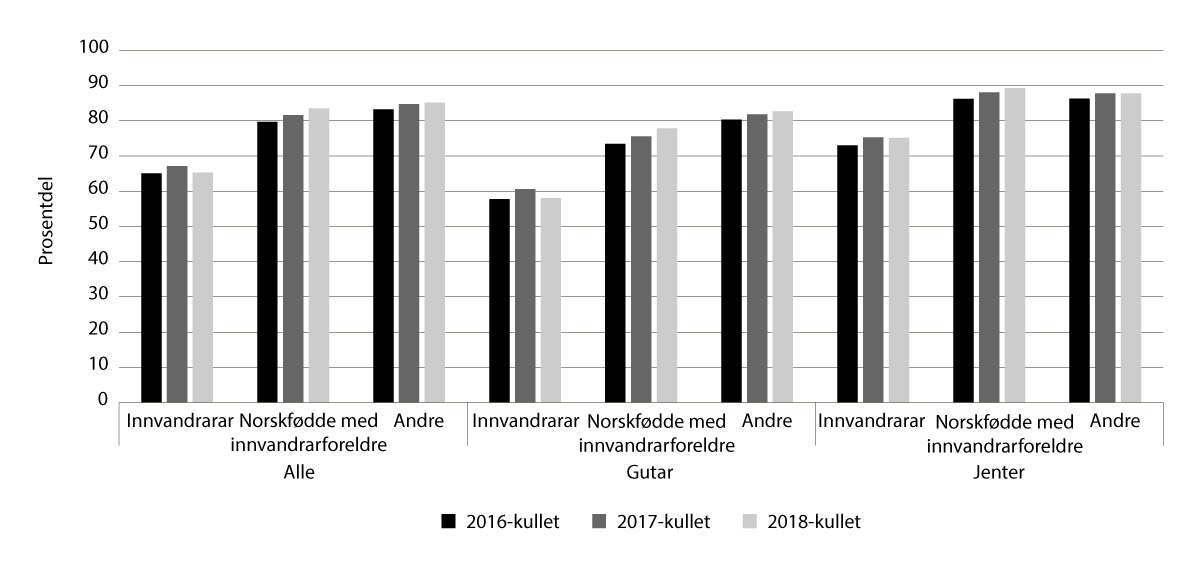 100
90
80
70
60
50
40
30
20
10
0
Prosentdel
Innvandrarar Norskfødde med innvandrarforeldre Andre
Innvandrarar Norskfødde med innvandrarforeldre Andre
Innvandrarar Norskfødde med innvandrarforeldre Andre
Alle Gutar Jenter
2016-kullet 2017-kullet 2018-kullet